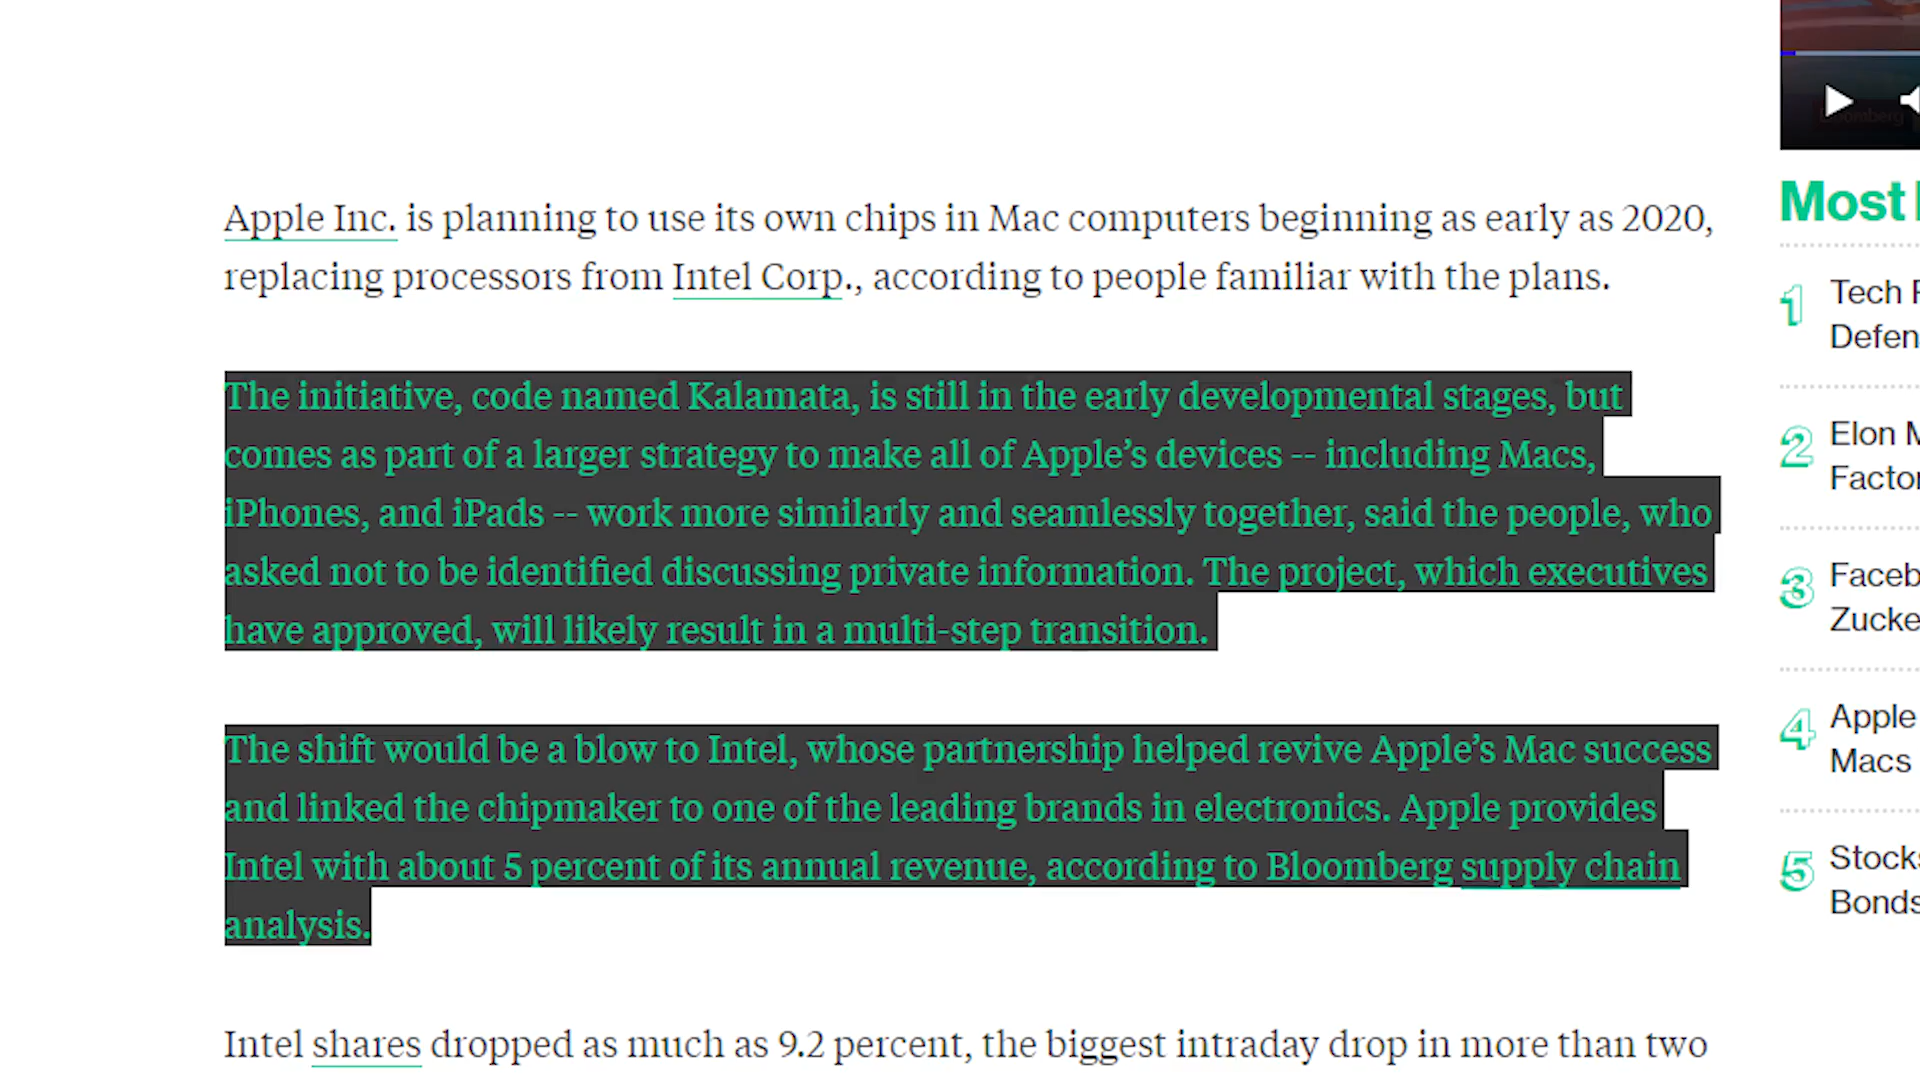 Apple Inc. is planning to use its own chips in Mac computers beginning as early as 2020,
replacing processors from Intel Corp., according to people familiar with the plans.
The initiative, code named Kalamata, is still in the early developmental stages, but
comes as part of a larger strategy to make all of Apple’s devices -- including Macs,
iPhones, and iPads -- work more similarly and seamlessly together, said the people, who
asked not to be identified discussing private information. The project, which executives
have approved, will likely result in a multi-step transition.
The shift would be a blow to Intel, whose partnership helped revive Apple’s Mac success
and linked the chipmaker to one of the leading brands in electronics. Apple provides
Intel with about 5 percent of its annual revenue, according to Bloomberg supply chain
analysis.
Intel shares dropped as much as 9.2 percent, the biggest intraday drop in more than two
Bloomberg
Most
1 Tech
Defen
2 Elon
Factor
3 Faceb
Zucke
4 Apple
Macs
5 Stocks
Bonds